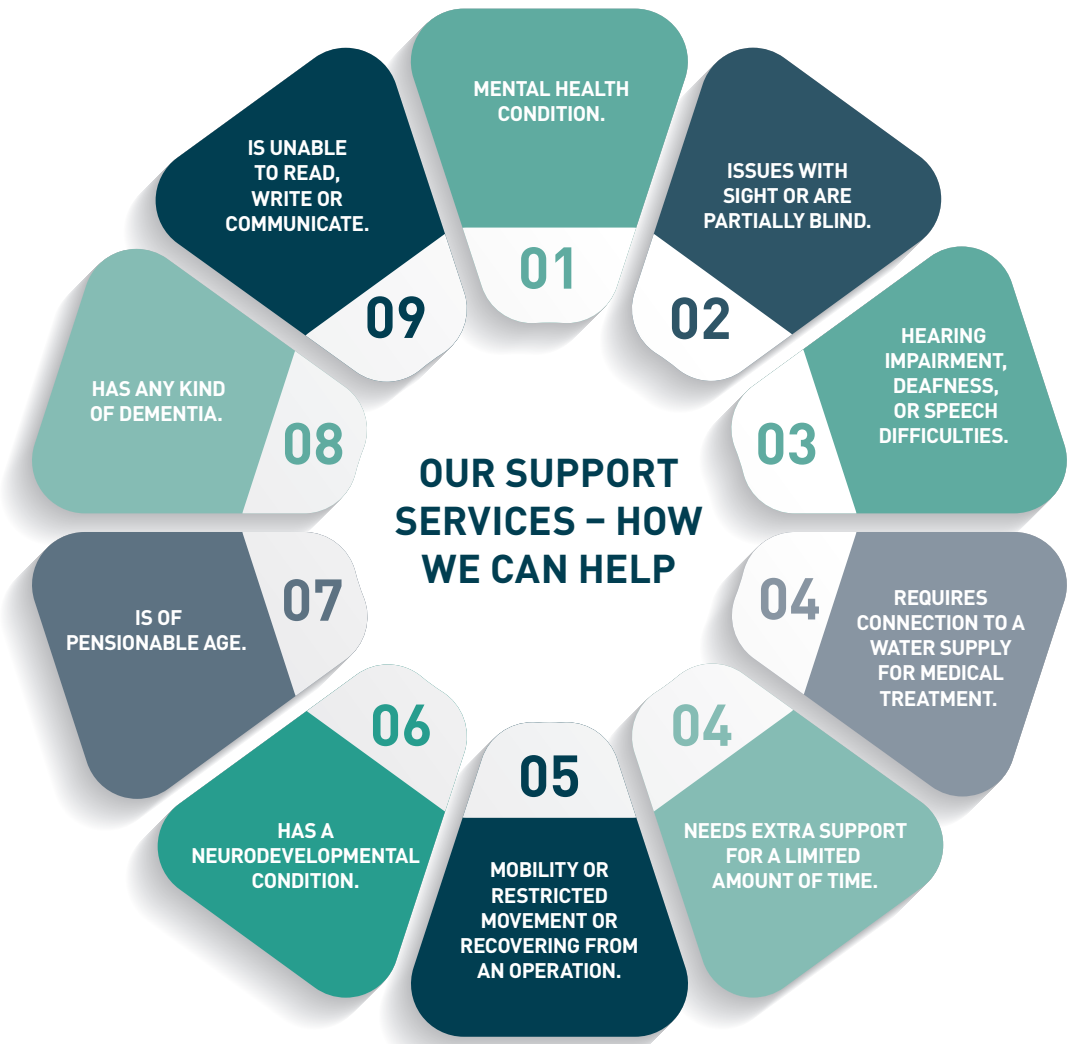 OUR SUPPORT
SERVICES – HOW
WE CAN HELP
MENTAL HEALTH
CONDITION.
01
ISSUES WITH
SIGHT OR ARE
PARTIALLY BLIND.
02
HEARING
IMPAIRMENT,
DEAFNESS,
OR SPEECH
DIFFICULTIES.
03
REQUIRES
CONNECTION TO A
WATER SUPPLY
FOR MEDICAL
TREATMENT.
04
NEEDS EXTRA SUPPORT
FOR A LIMITED
AMOUNT OF TIME.
04
05
MOBILITY OR
RESTRICTED
MOVEMENT OR
RECOVERING FROM
AN OPERATION.
06
HAS A
NEURODEVELOPMENTAL
CONDITION.
07
IS OF
PENSIONABLE AGE.
08
HAS ANY KIND
OF DEMENTIA.
09
IS UNABLE
TO READ,
WRITE OR
COMMUNICATE.